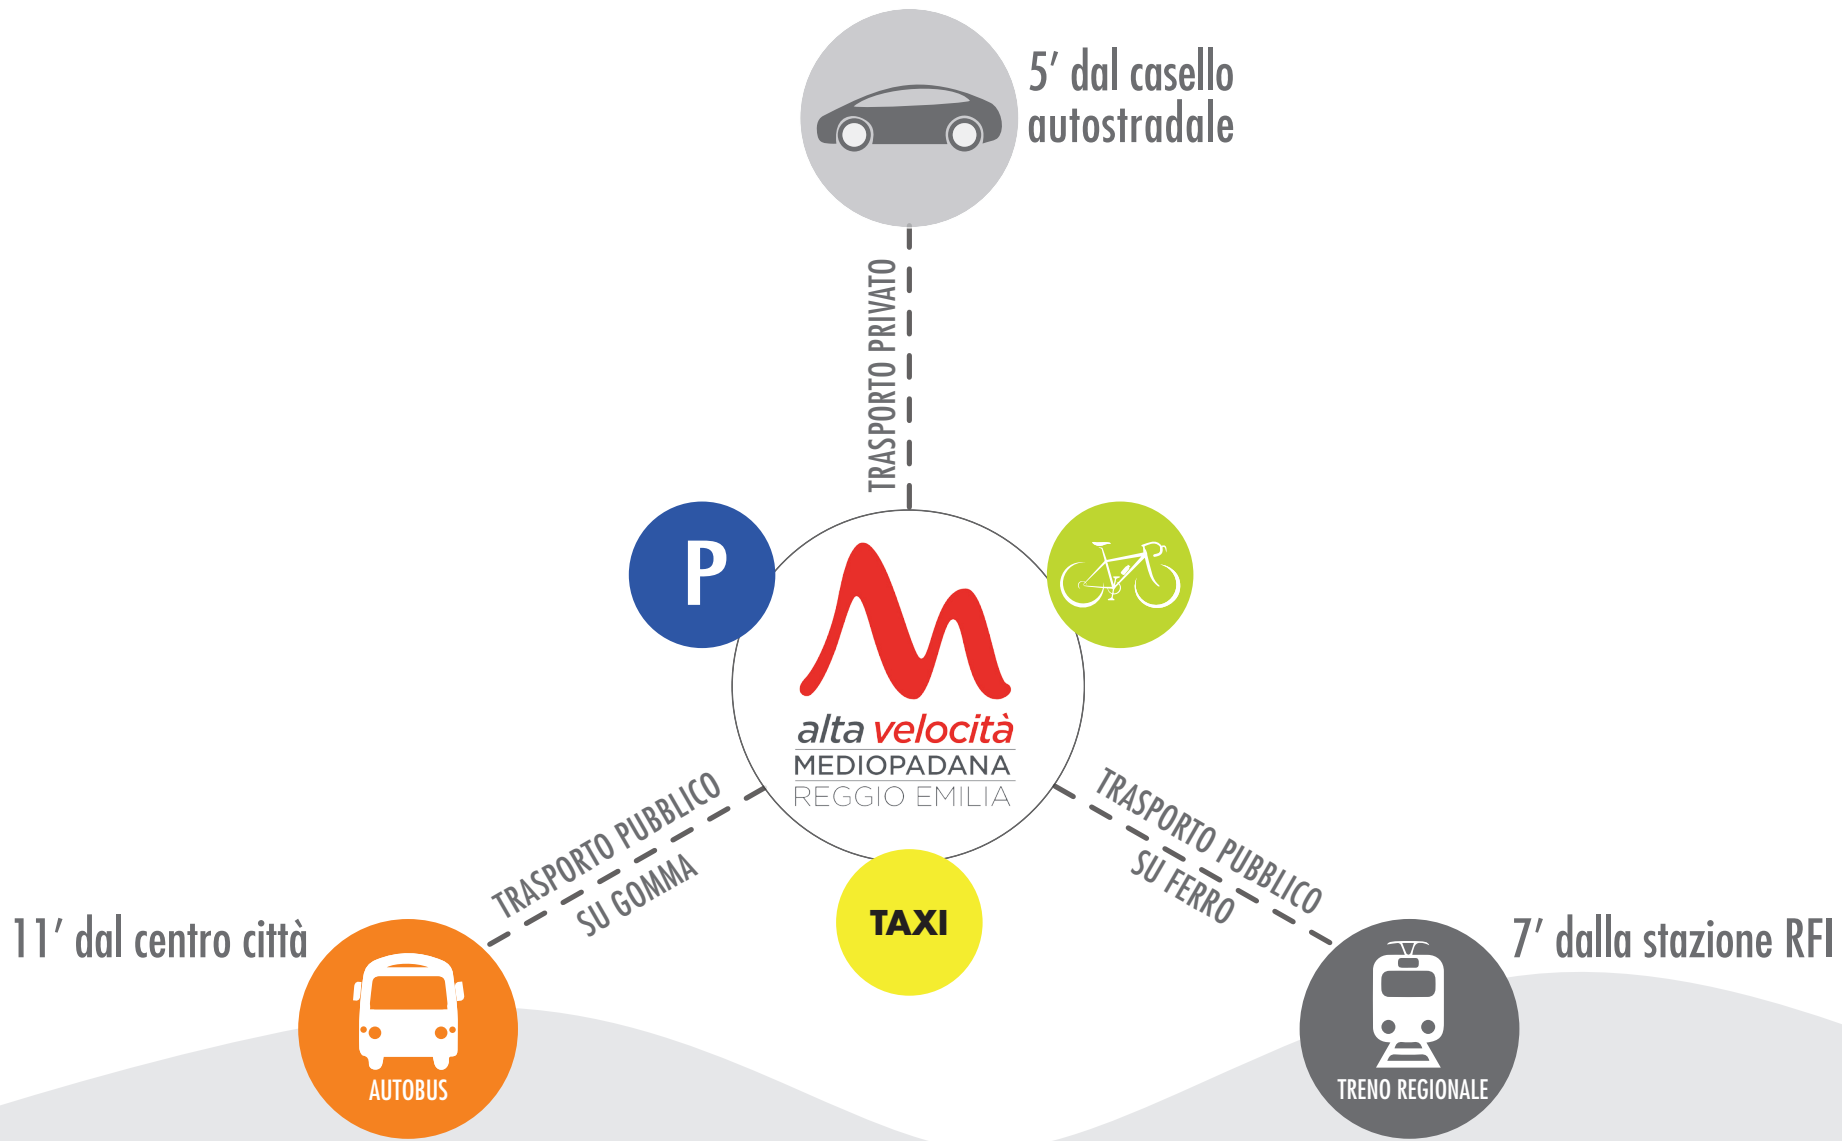 5’ dal casello
autostradale
TRASPORTO PRIVATO
P
alta velocità
MEDIOPADANA
REGGIO EMILIA
TRASPORTO PUBBLICO
SU GOMMA
TRASPORTO PUBBLICO
SU FERRO
TAXI
11’ dal centro città
AUTOBUS
7’ dalla stazione RFI
TRENO REGIONALE